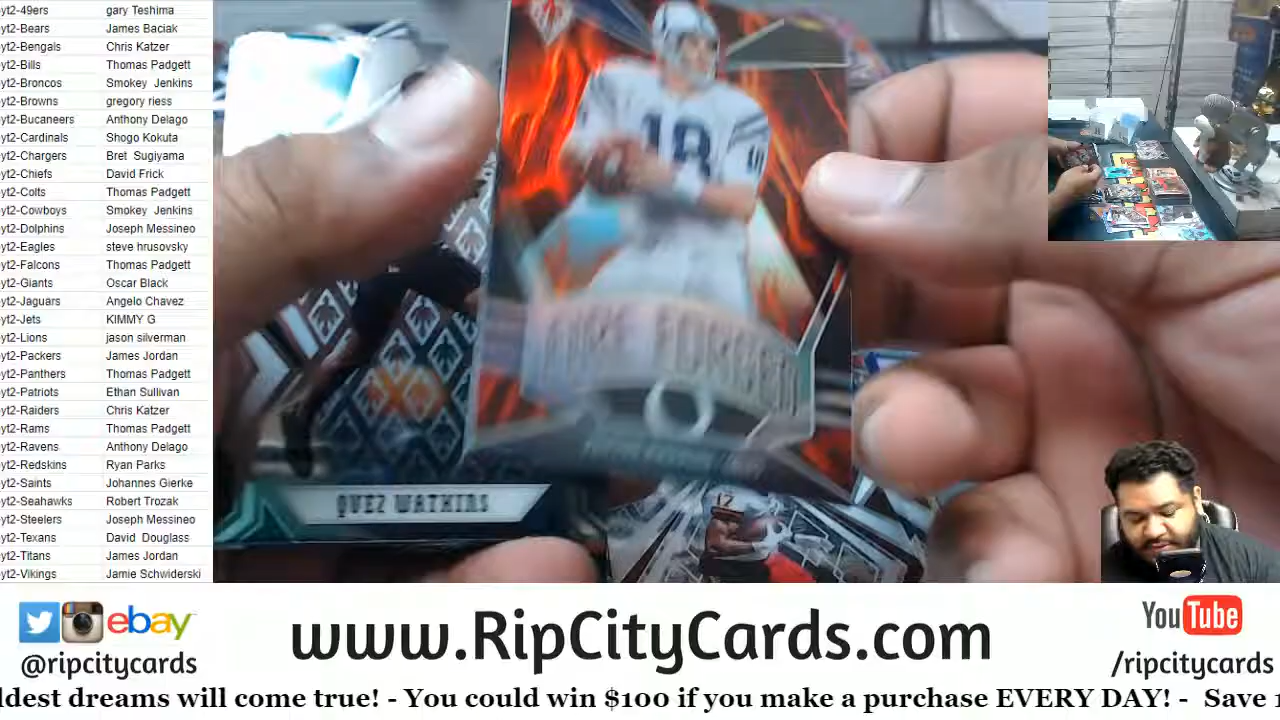 yt2-49ers gary Teshima
yt2-Bears James Baciak
yt2-Bengals Chris Katzer
yt2-Bills Thomas Padgett
yt2-Broncos Smokey Jenkins
yt2-Browns gregory riess
yt2-Bucaneers Anthony Delago
yt2-Cardinals Shogo Kokuta
yt2-Chargers Bret Sugiyama
yt2-Chiefs David Frick
yt2-Colts Thomas Padgett
yt2-Cowboys Smokey Jenkins
yt2-Dolphins Joseph Messineo
yt2-Eagles steve hrusovsky
yt2-Falcons Thomas Padgett
yt2-Giants Oscar Black
yt2-Jaguars Angelo Chavez
yt2-Jets KIMMY G
yt2-Lions jason silverman
yt2-Packers James Jordan
yt2-Panthers Thomas Padgett
yt2-Patriots Ethan Sullivan
yt2-Raiders Chris Katzer
yt2-Rams Thomas Padgett
yt2-Ravens Anthony Delago
yt2-Redskins Ryan Parks
yt2-Saints Johannes Gierke
yt2-Seahawks Robert Trozak
yt2-Steelers Joseph Messineo
yt2-Texans David Douglass
yt2-Titans James Jordan
yt2-Vikings Jamie Schwiderski
18
QUEZ WATKINS
12
ebay
@ripcitycards
www.RipCityCards.com
YouTube
/ripcitycards
ldest dreams will come true! - You could win $100 if you make a purchase EVERY DAY! - Save